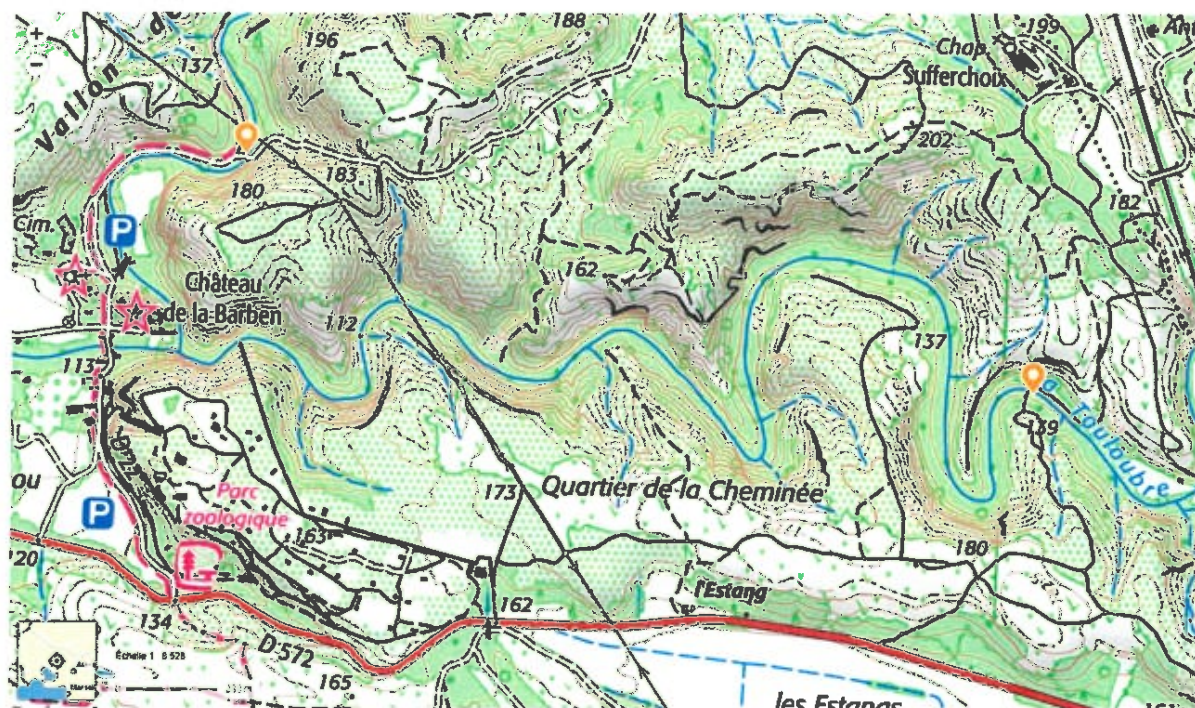 +
−
Vallon de
137
196
188
199
Chap.
Sufferchoix
202
180
183
182
Cim.
P
162
Château
de la Barben
112
137
113
139
la Touloubre
D22
173
Quartier de la Cheminée
Parc
zoologique
P
163
180
l'Estang
162
134
D 572
165
Échelle 1 : 8 528
les Estangs